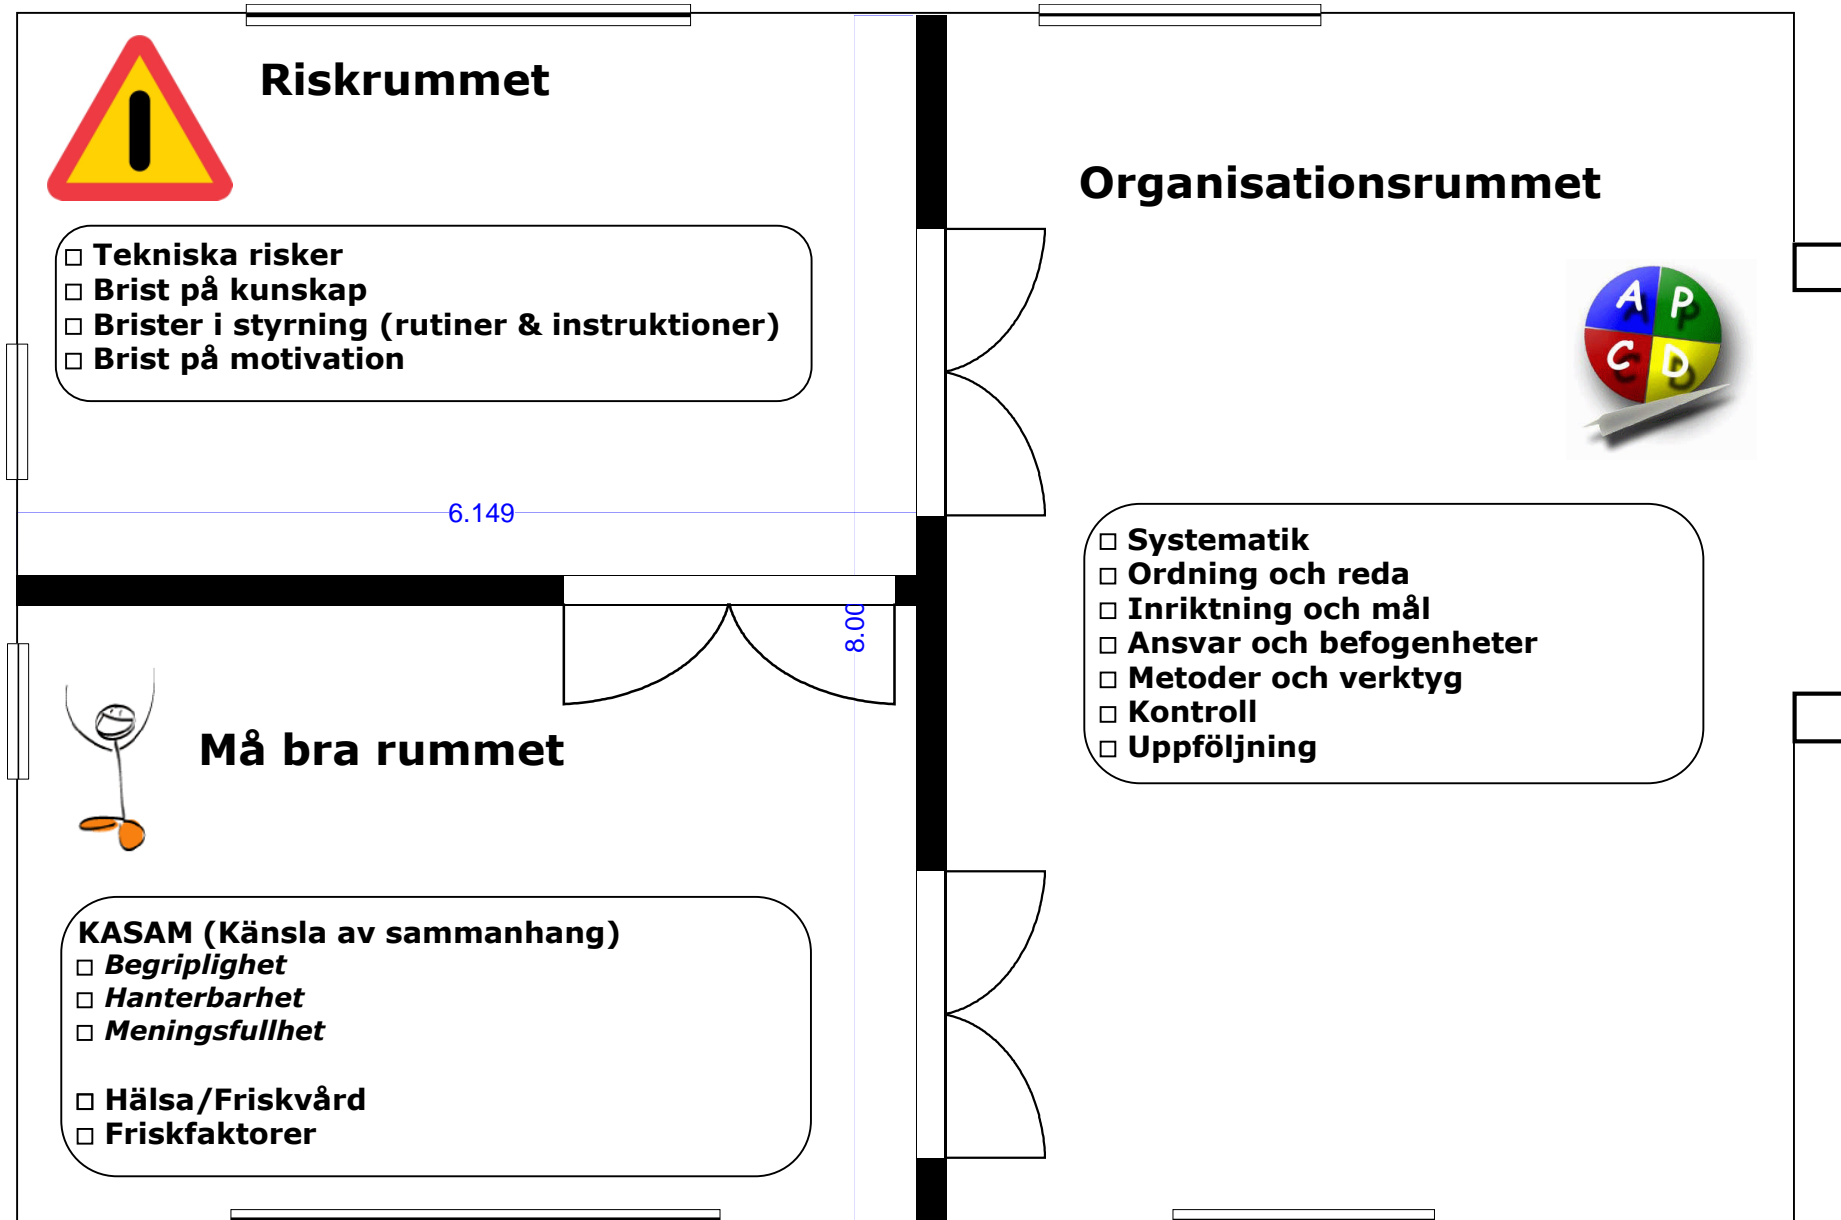 Riskrummet
□ Tekniska risker
□ Brist på kunskap
□ Brister i styrning (rutiner & instruktioner)
□ Brist på motivation
6.149
8.00
Må bra rummet
KASAM (Känsla av sammanhang)
□ Begriplighet
□ Hanterbarhet
□ Meningsfullhet
□ Hälsa/Friskvård
□ Friskfaktorer
Organisationsrummet
A P
C D
□ Systematik
□ Ordning och reda
□ Inriktning och mål
□ Ansvar och befogenheter
□ Metoder och verktyg
□ Kontroll
□ Uppföljning